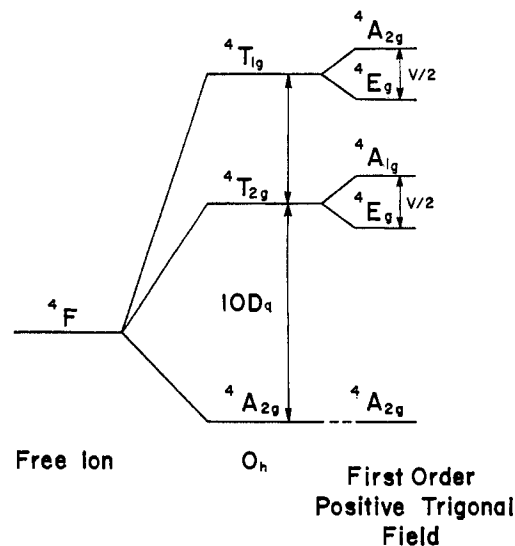 ⁴A₂g
⁴T₁g
⁴Eg
V/2
⁴A₁g
⁴T₂g
⁴Eg
V/2
⁴F
10Dq
⁴A₂g
⁴A₂g
Free Ion
Oh
First Order
Positive Trigonal
Field